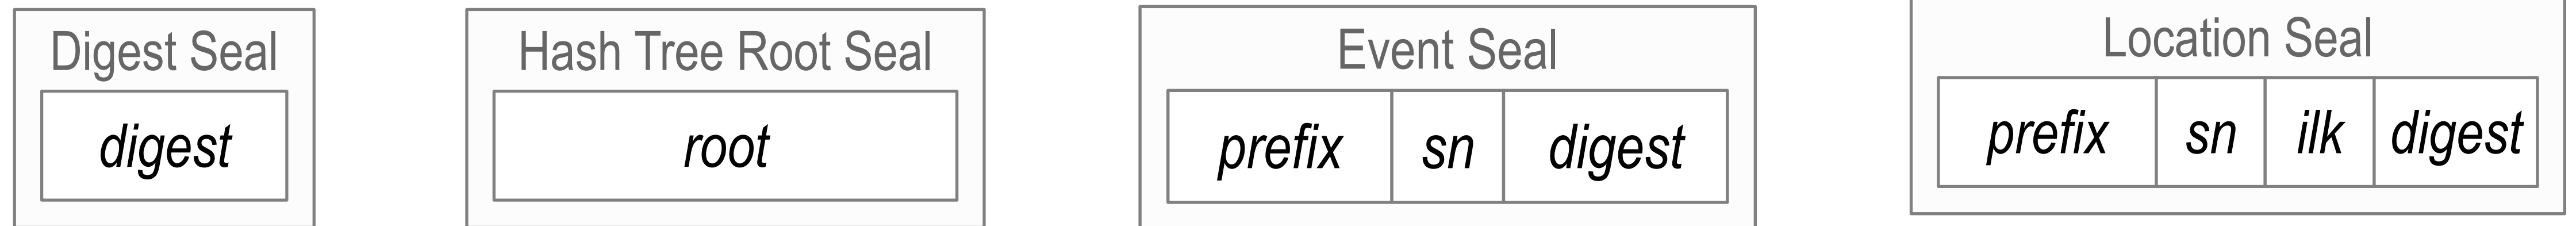 Digest Seal
digest
Hash Tree Root Seal
root
Event Seal
prefix sn digest
Location Seal
prefix sn ilk digest